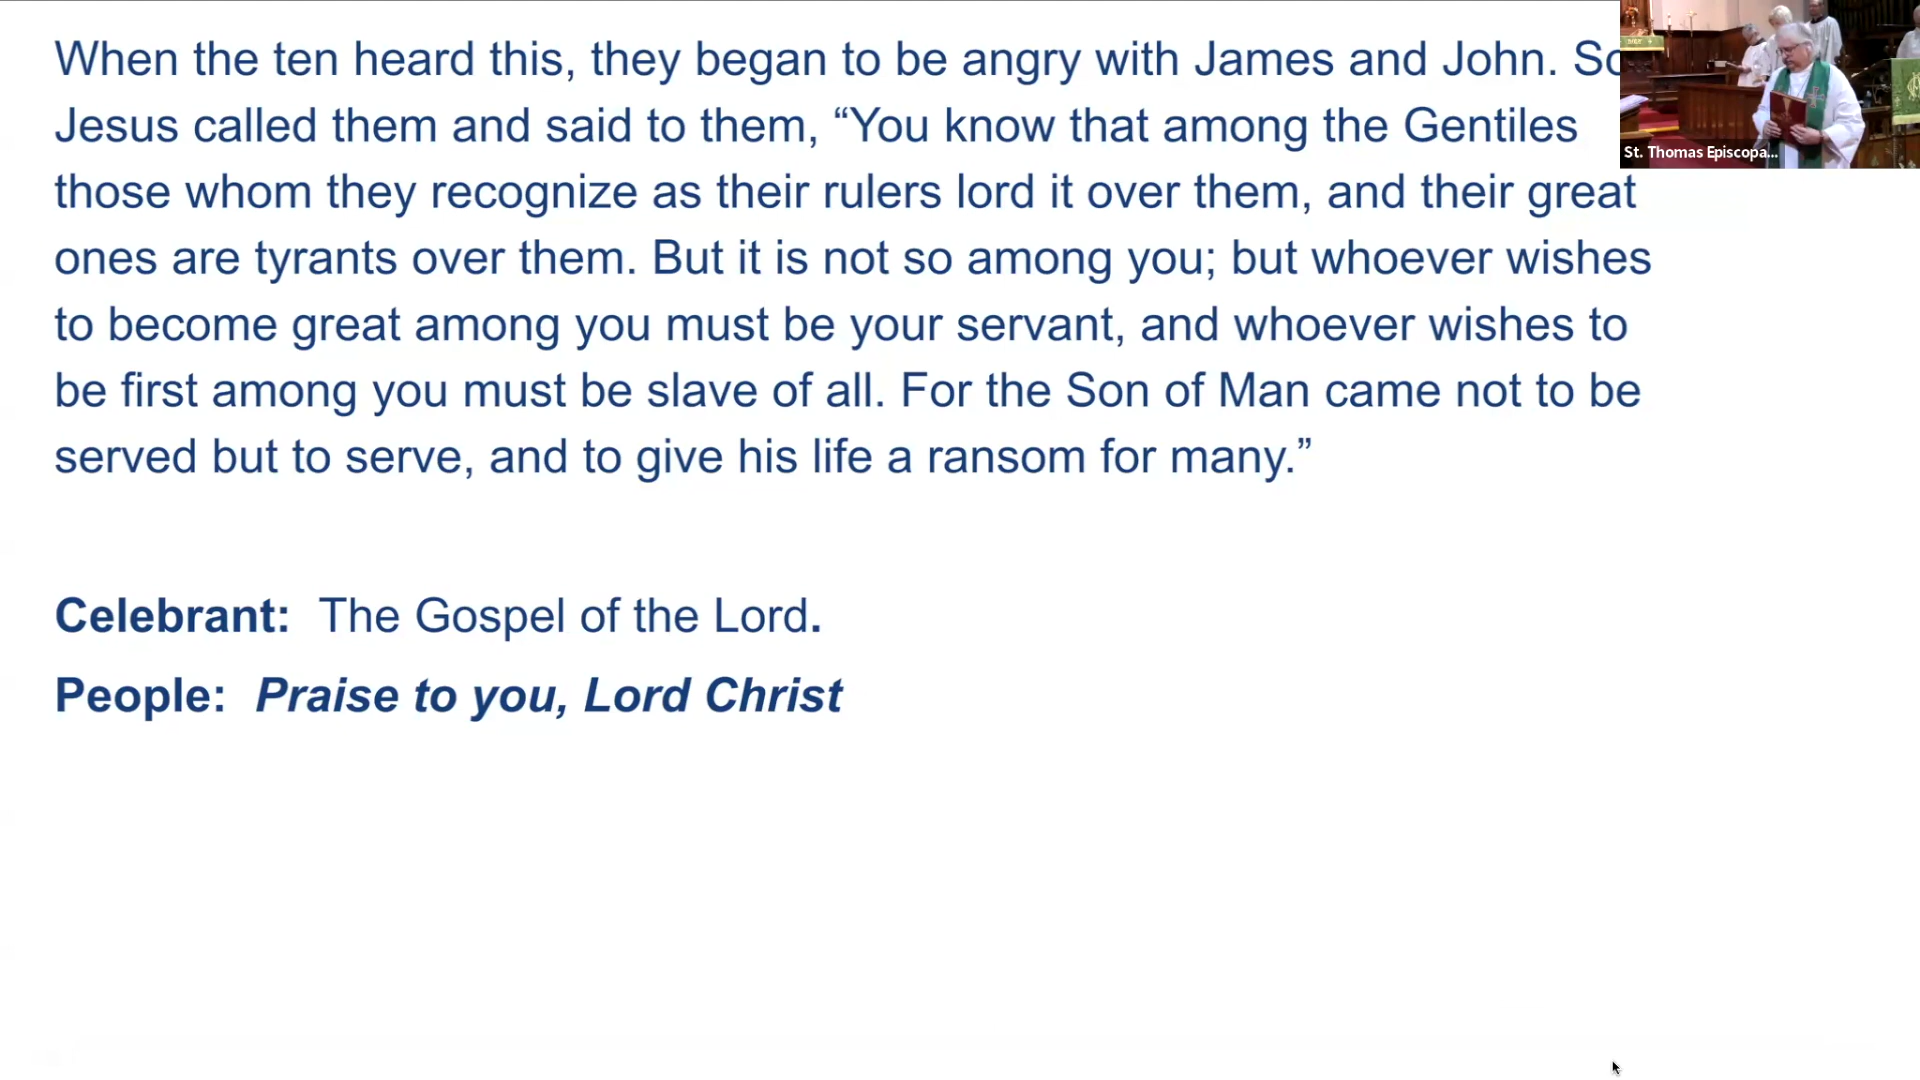 When the ten heard this, they began to be angry with James and John. So
Jesus called them and said to them, “You know that among the Gentiles
those whom they recognize as their rulers lord it over them, and their great
ones are tyrants over them. But it is not so among you; but whoever wishes
to become great among you must be your servant, and whoever wishes to
be first among you must be slave of all. For the Son of Man came not to be
served but to serve, and to give his life a ransom for many.”
Celebrant: The Gospel of the Lord.
People: Praise to you, Lord Christ
St. Thomas Episcopa...